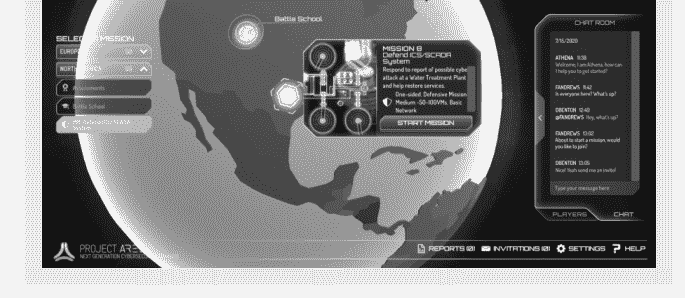 Battle School
SELECT MISSION
EUROPE
NORTH AMERICA
Assessments
Battle School
MISSION 8
Defend ICS/SCADA
System
Respond to report of possible cyber
attack at a Water Treatment Plant
and help restore services.
One-sided, Defensive Mission
Medium -50-100VMs, Basic
Network
START MISSION
CHAT ROOM
7/15/2020
ATHENA 11:39
Welcome, I am Athena, how can
I help you to get started?
FANDREWS 11:42
Is everyone here? What's up?
DBENTON 12:40
@FANDREWS Hey, what's up?
FANDREWS 13:02
About to start a mission, would
you like to join?
DBENTON 13:05
Nice! Yeah send me an invite!
Type your message here
PLAYERS CHAT
PROJECT ARES
NEXT GENERATION
REPORTS (0) INVITATIONS (0) SETTINGS HELP